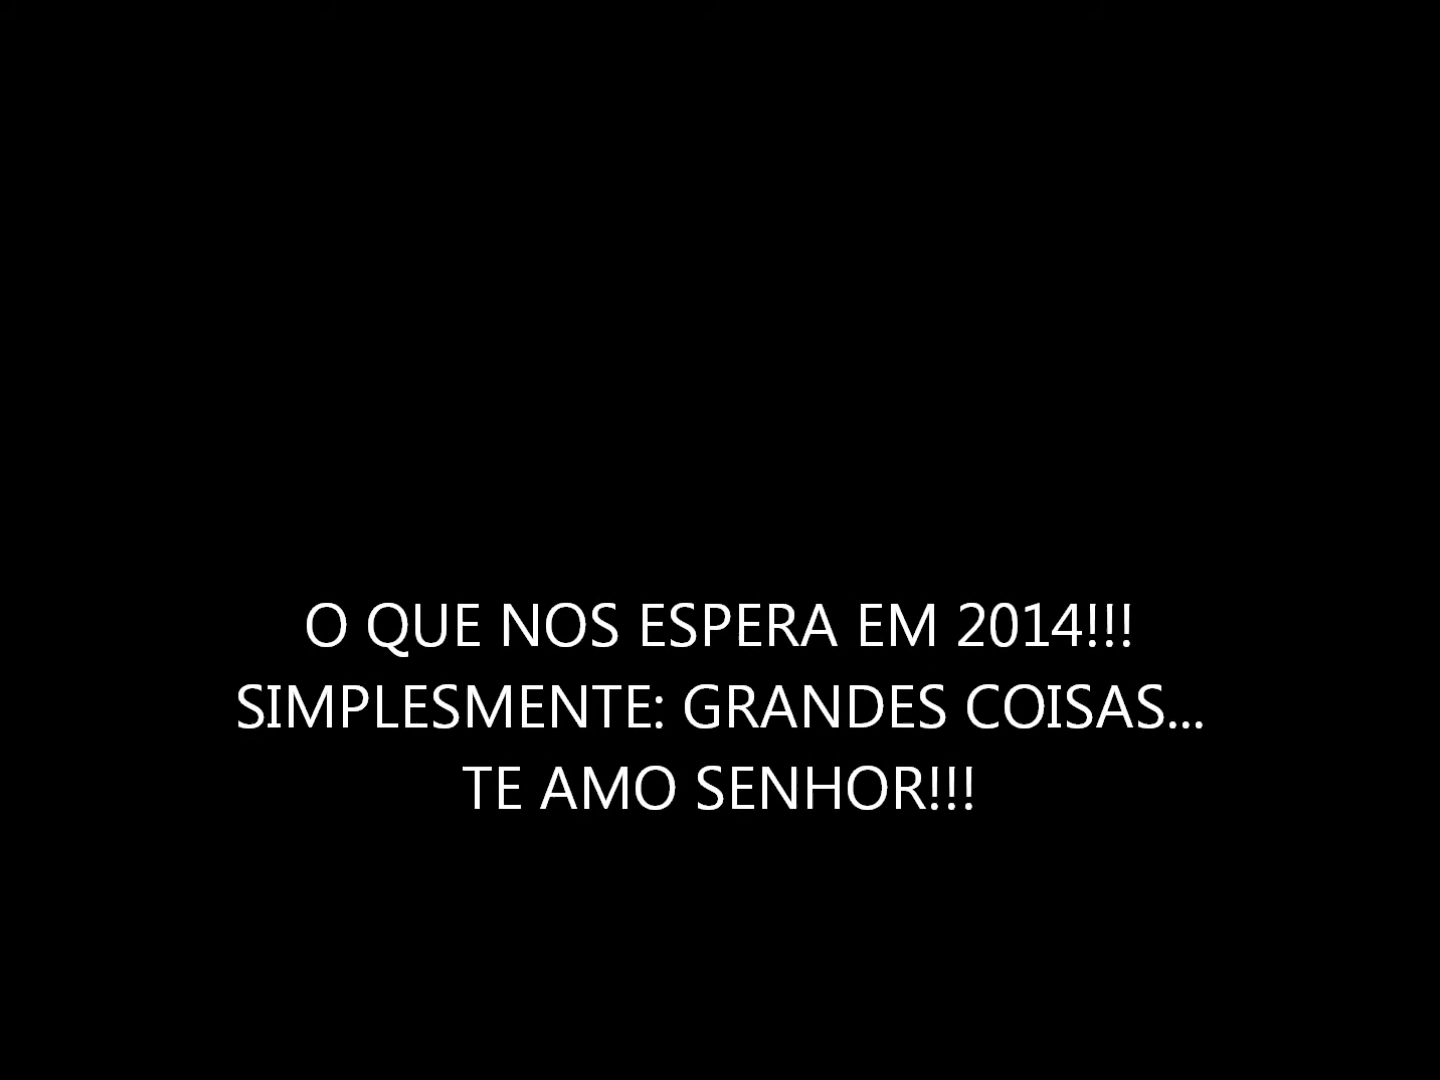 O QUE NOS ESPERA EM 2014!!!
SIMPLESMENTE: GRANDES COISAS...
TE AMO SENHOR!!!